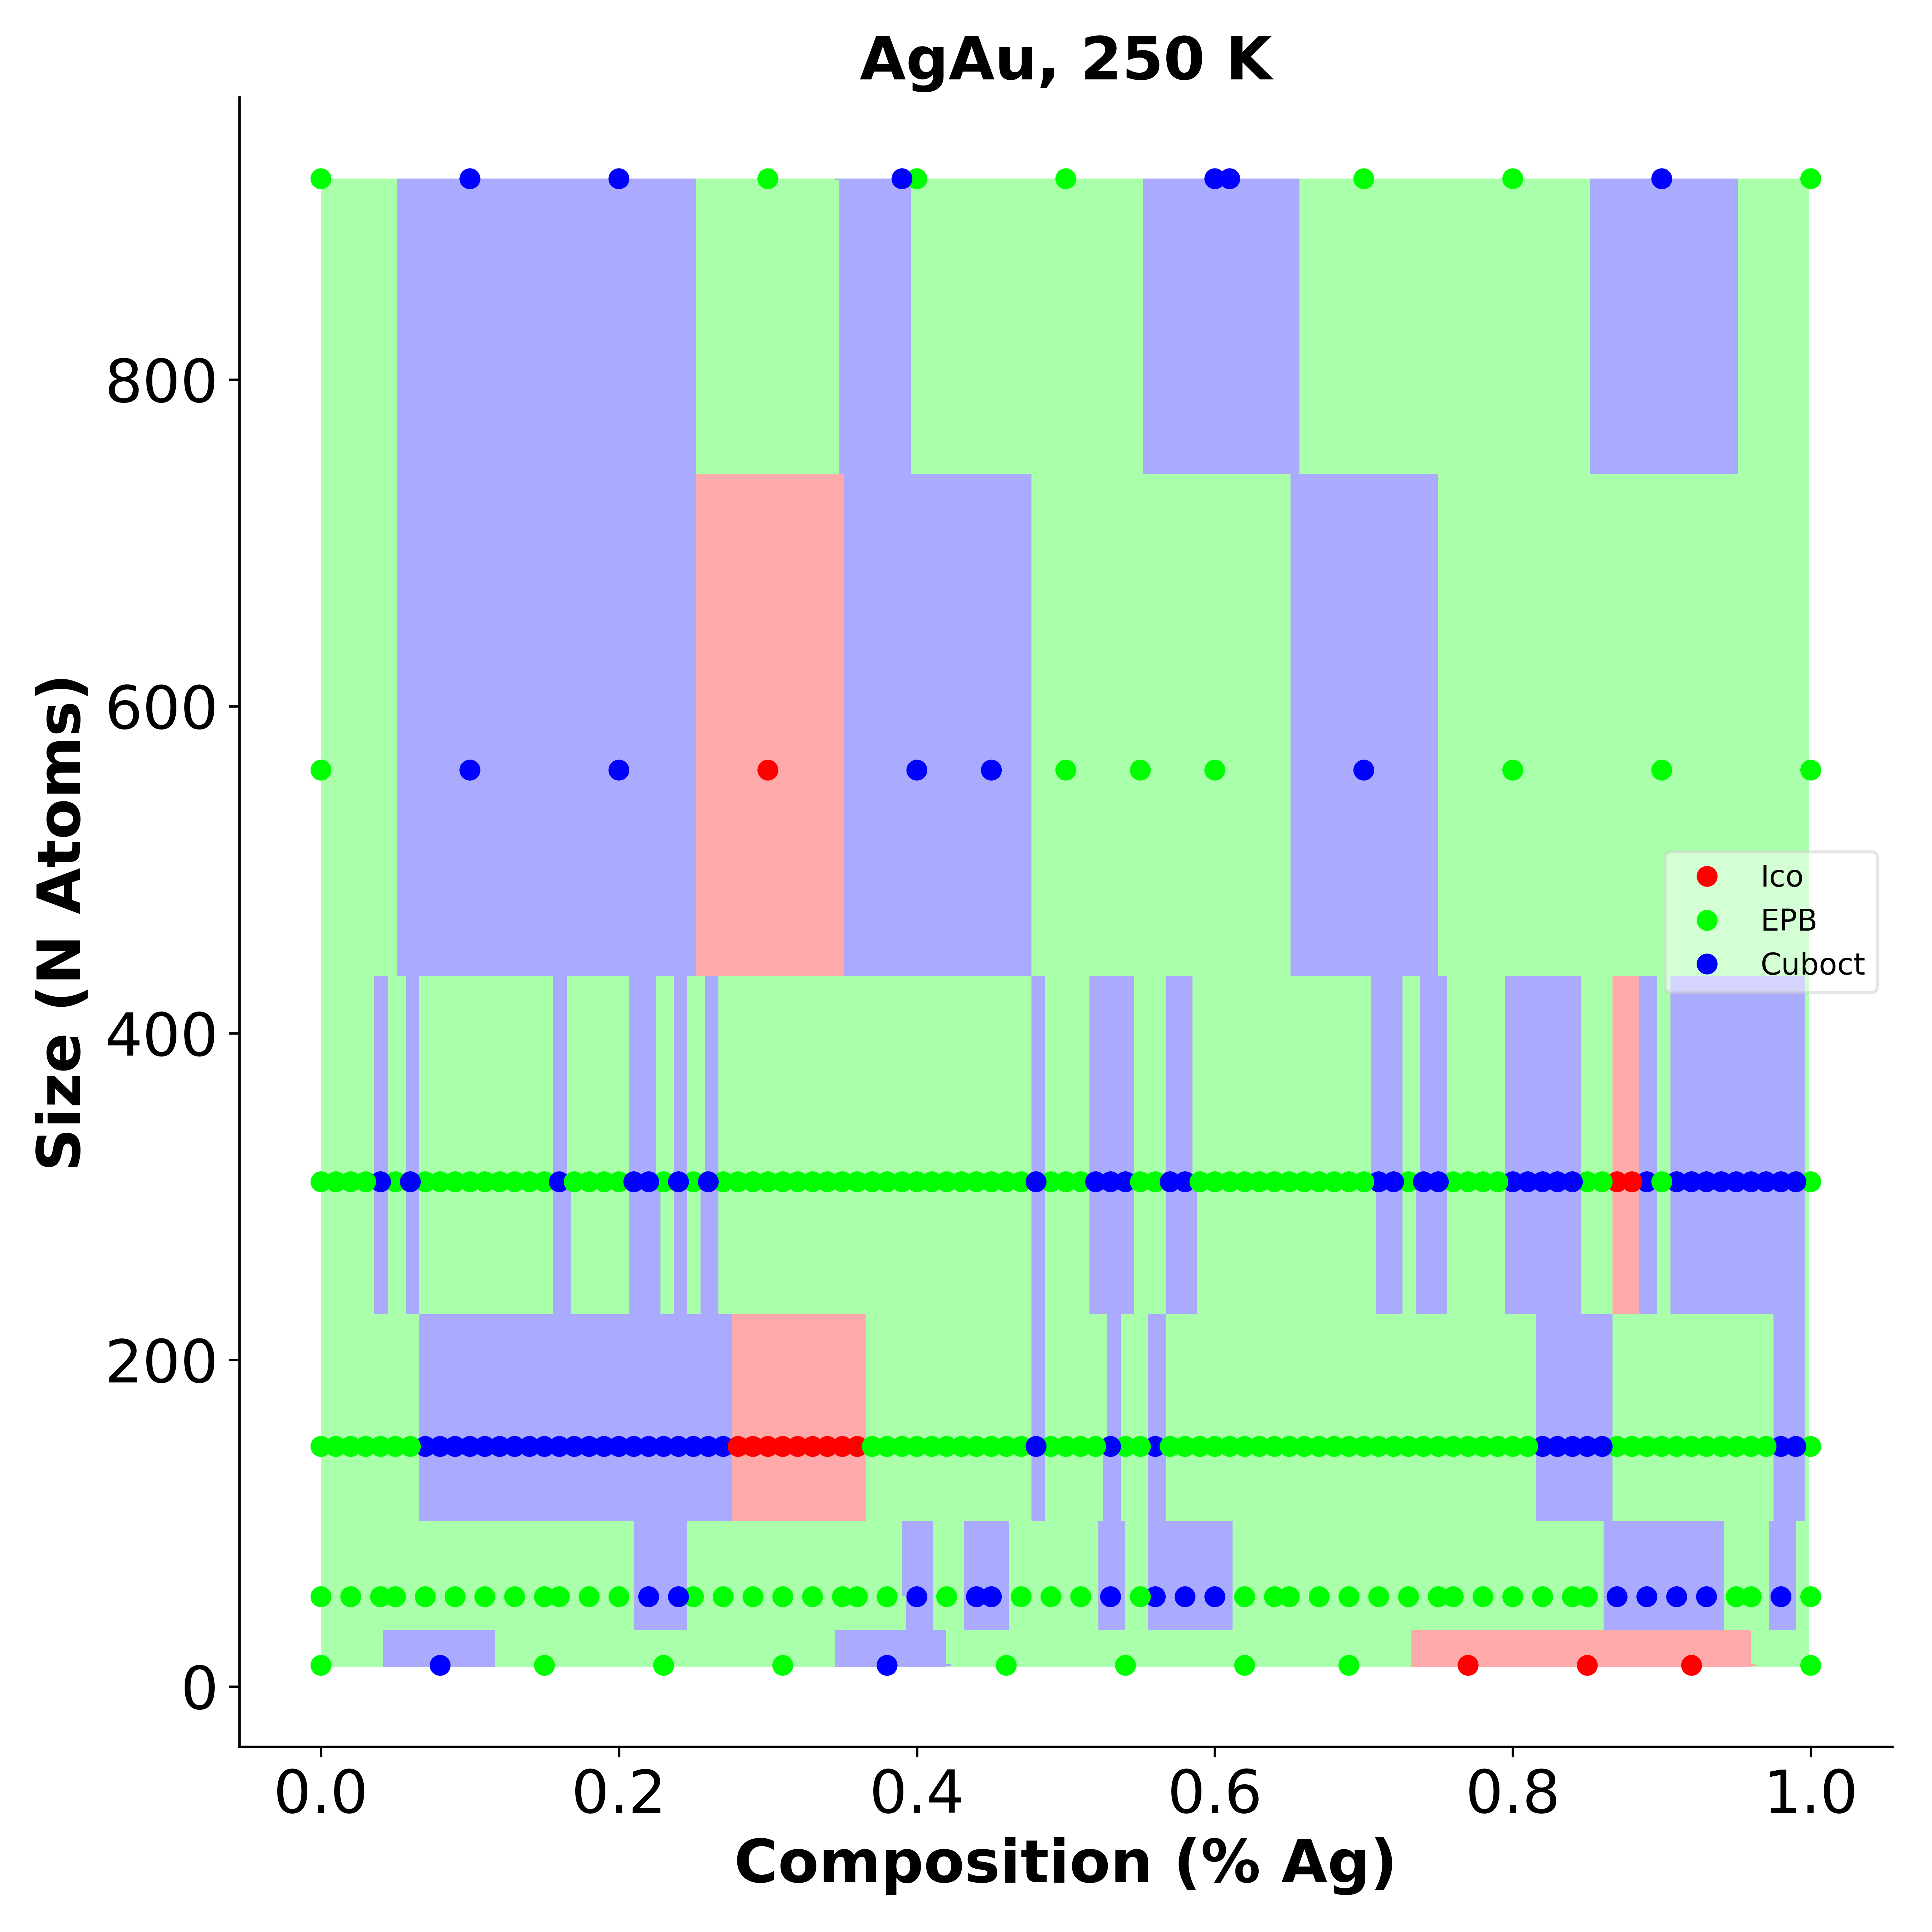 AgAu, 250 K
Size (N Atoms)
800
600
400
200
0
Ico
EPB
Cuboct
0.0 0.2 0.4 0.6 0.8 1.0
Composition (% Ag)